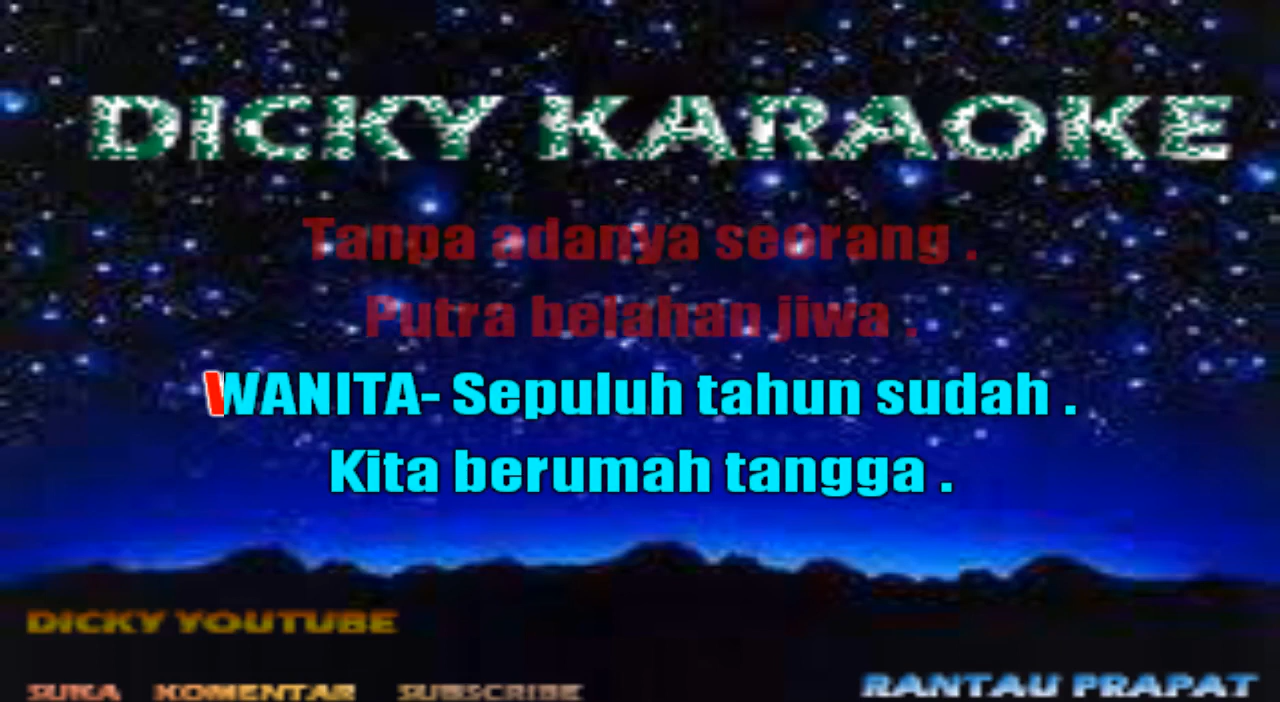 DICKY KARAOKE
Tanpa adanya seorang .
Putra belahan jiwa .
WANITA- Sepuluh tahun sudah .
Kita berumah tangga .
DICKY YOUTUBE
SUKA KOMENTAR SUBSCRIBE
RANTAU PRAPAT